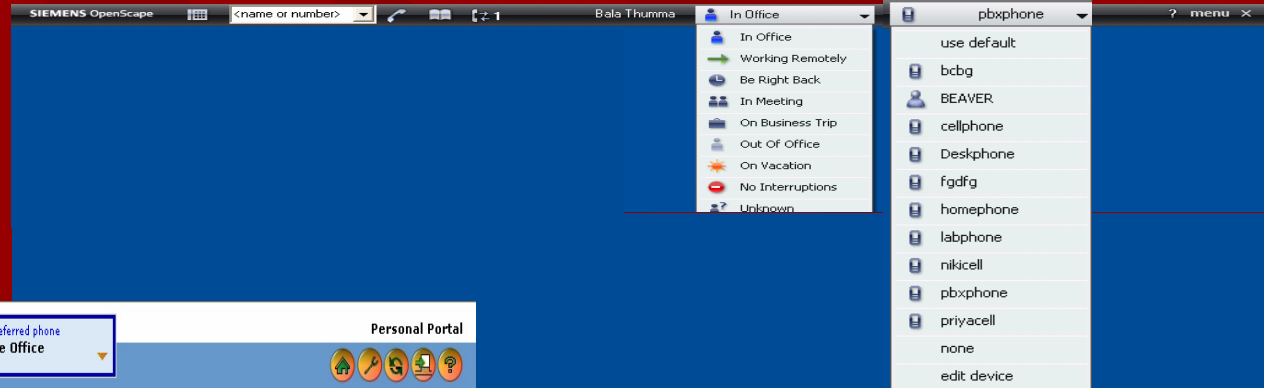 SIEMENS OpenScape
<name or number>
1
Bala Thumma
In Office
pbxphone
? menu ×
In Office
Working Remotely
Be Right Back
In Meeting
On Business Trip
Out Of Office
On Vacation
No Interruptions
Unknown
use default
bcbg
BEAVER
cellphone
Deskphone
fgdfg
homephone
labphone
nikicell
pbxphone
priyacell
none
edit device
phone
Office
Personal Portal
?